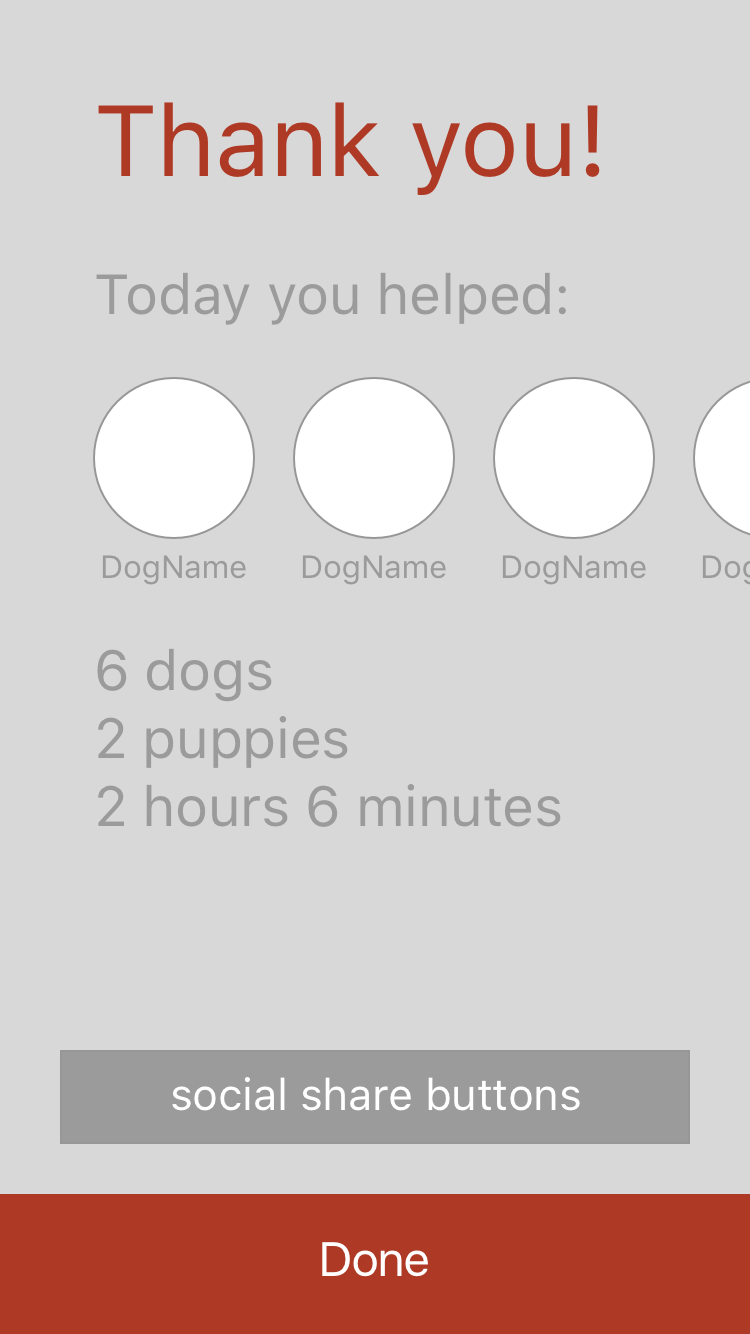 Thank you!
Today you helped:
DogName DogName DogName Dog
6 dogs
2 puppies
2 hours 6 minutes
social share buttons
Done